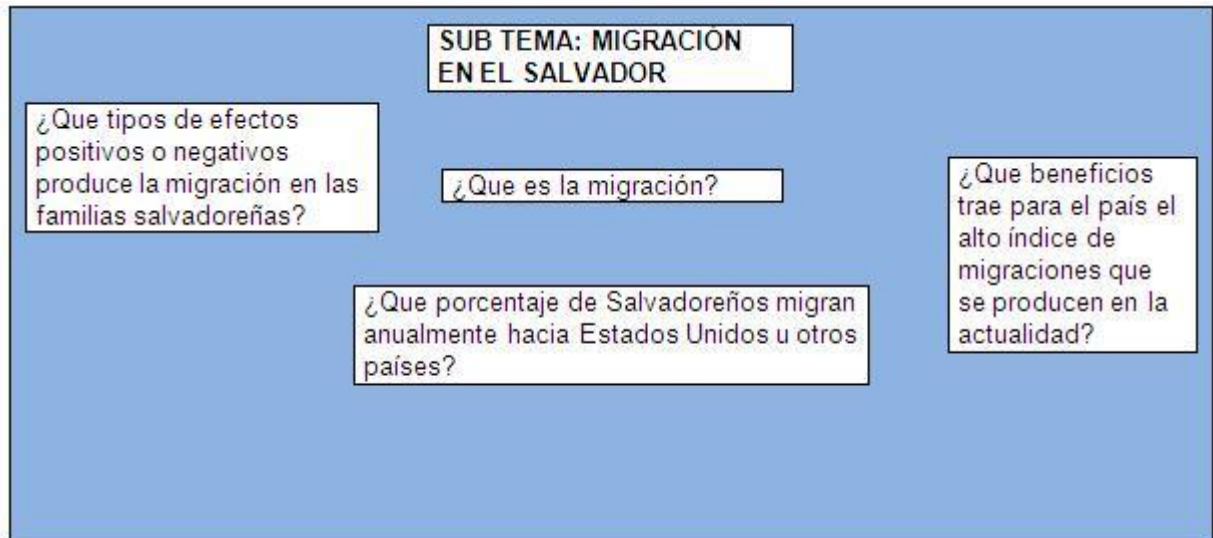 SUB TEMA: MIGRACIÓN
EN EL SALVADOR
¿Que tipos de efectos
positivos o negativos
produce la migración en las
familias salvadoreñas?
¿Que es la migración?
¿Que beneficios
trae para el país el
alto índice de
migraciones que
se producen en la
actualidad?
¿Que porcentaje de Salvadoreños migran
anualmente hacia Estados Unidos u otros
países?